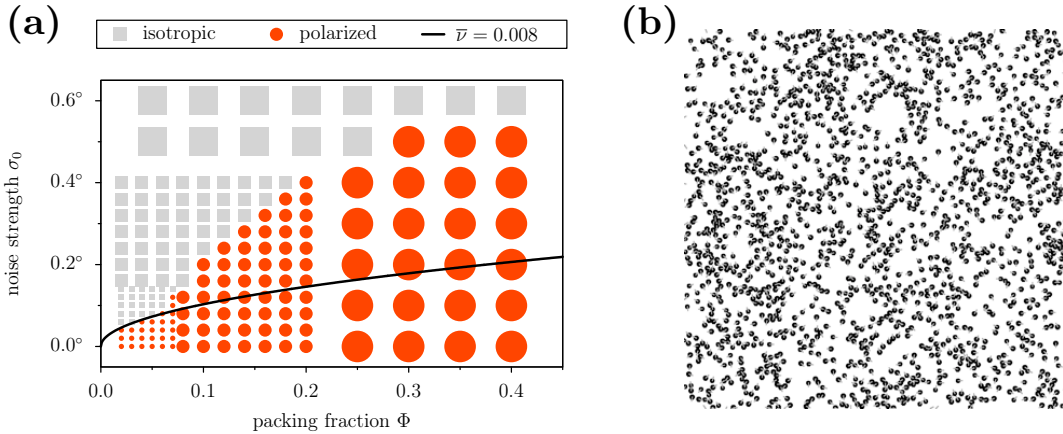 (a)
isotropic polarized ν̅ = 0.008
noise strength σ₀
0.6°
0.4°
0.2°
0.0°
0.0 0.1 0.2 0.3 0.4
packing fraction Φ
(b)